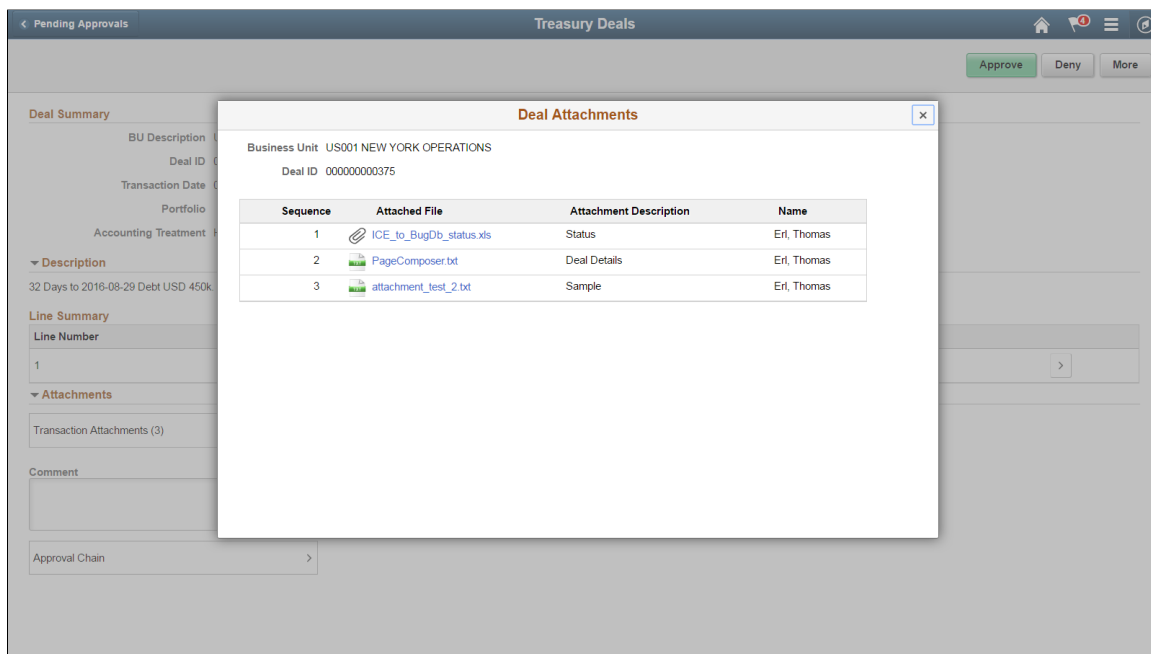 Pending Approvals
Treasury Deals
4
Approve
Deny
More
Deal Summary
BU Description
Deal ID
Transaction Date
Portfolio
Accounting Treatment
Description
32 Days to 2016-08-29 Debt USD 450k.
Line Summary
Line Number
1
Attachments
Transaction Attachments (3)
Comment
Approval Chain
Deal Attachments
Business Unit US001 NEW YORK OPERATIONS
Deal ID 000000000375
Sequence Attached File Attachment Description Name
1 ICE_to_BugDb_status.xls Status Erl, Thomas
2 PageComposer.txt Deal Details Erl, Thomas
3 attachment_test_2.txt Sample Erl, Thomas